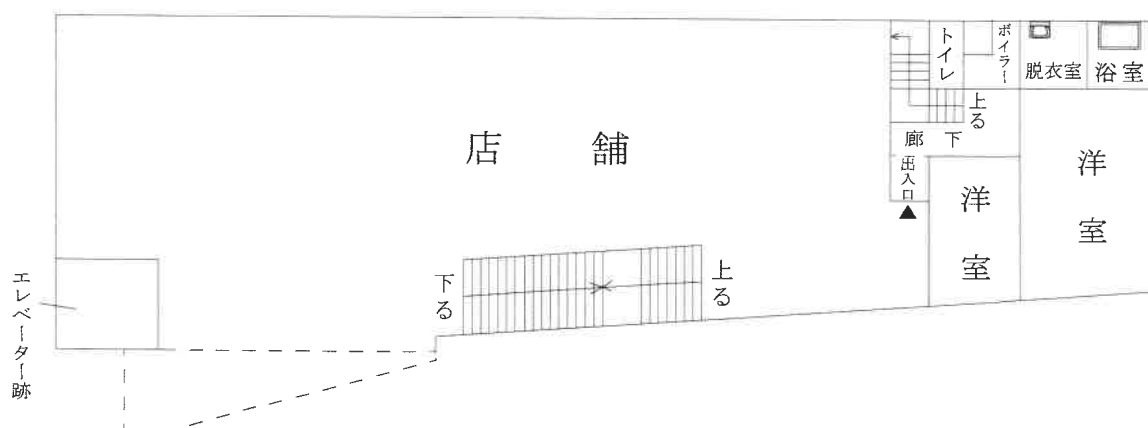 店舗
トイレ
ボイラー
脱衣室
浴室
上る
廊下
出入口
洋室
洋室
下る
上る
エレベーター跡